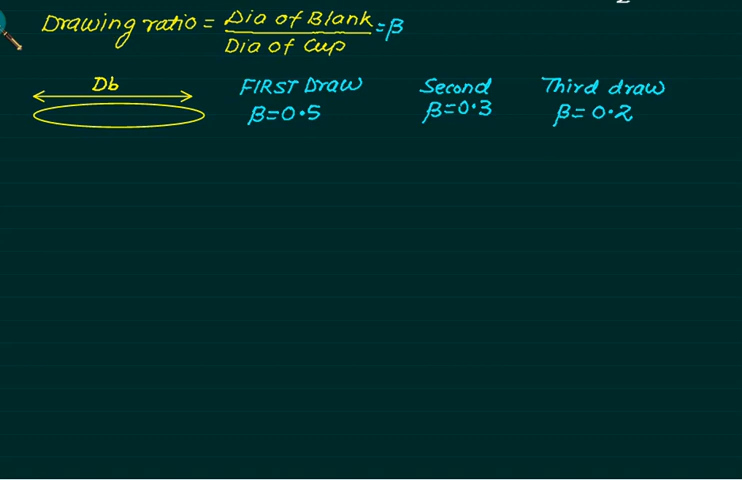 Drawing ratio = Dia of Blank / Dia of Cup = β
Db
FIRST Draw Second Third draw
β=0.5 β=0.3 β= 0.2